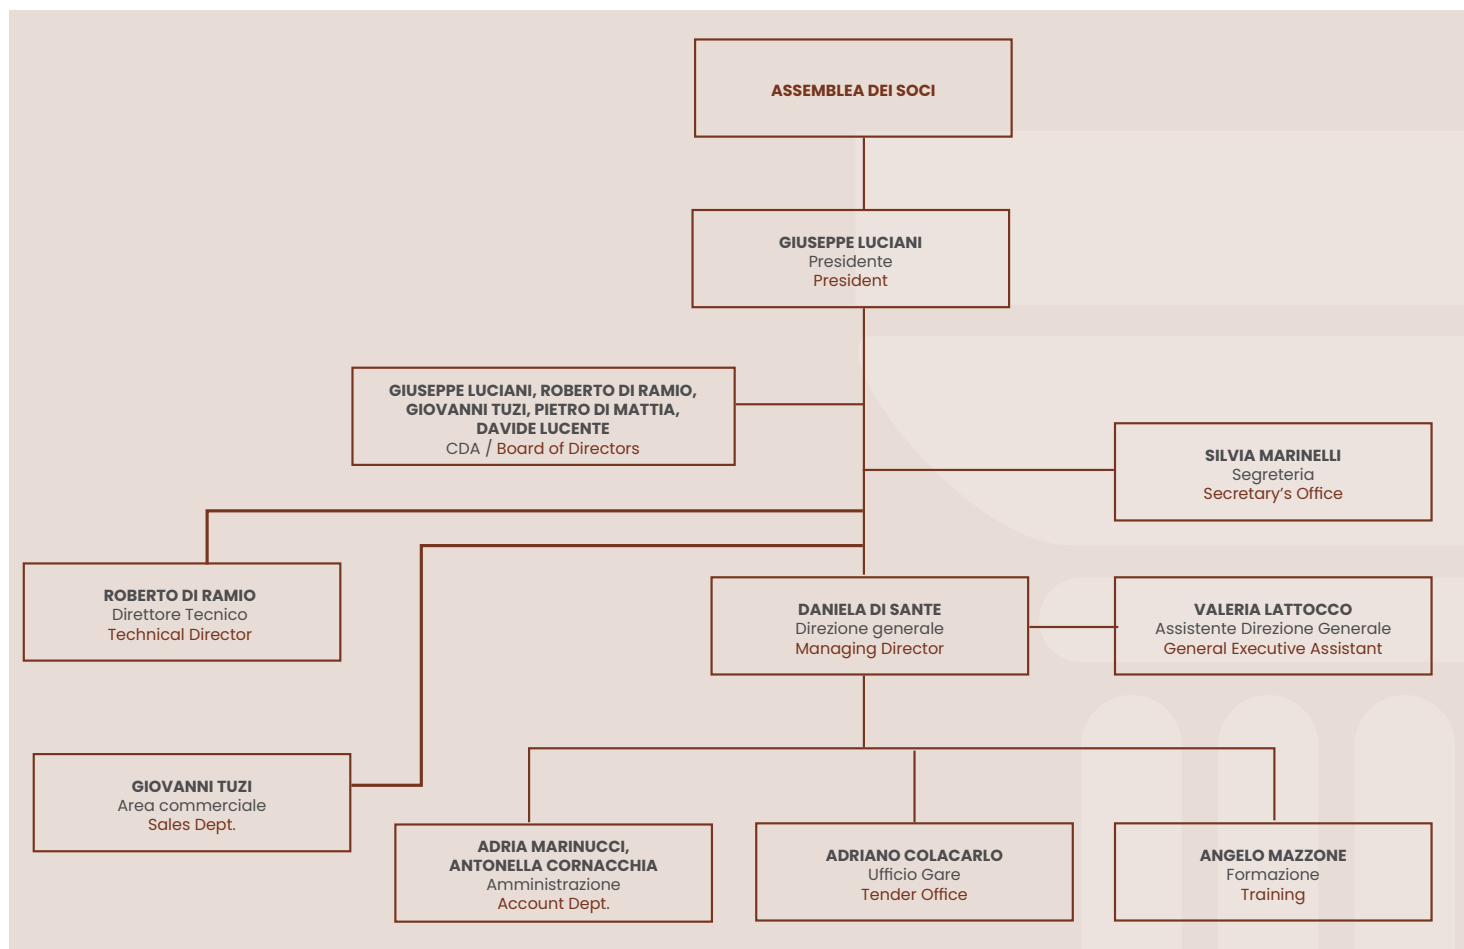 ASSEMBLEA DEI SOCI
GIUSEPPE LUCIANI
Presidente
President
GIUSEPPE LUCIANI, ROBERTO DI RAMIO,
GIOVANNI TUZI, PIETRO DI MATTIA,
DAVIDE LUCENTE
CDA / Board of Directors
SILVIA MARINELLI
Segreteria
Secretary’s Office
ROBERTO DI RAMIO
Direttore Tecnico
Technical Director
DANIELA DI SANTE
Direzione generale
Managing Director
VALERIA LATTOCCO
Assistente Direzione Generale
General Executive Assistant
GIOVANNI TUZI
Area commerciale
Sales Dept.
ADRIA MARINUCCI,
ANTONELLA CORNACCHIA
Amministrazione
Account Dept.
ADRIANO COLACARLO
Ufficio Gare
Tender Office
ANGELO MAZZONE
Formazione
Training